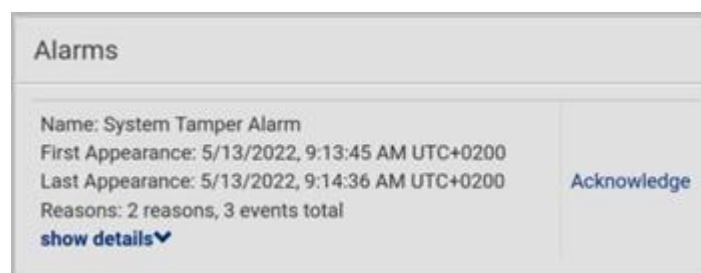 Alarms
Name: System Tamper Alarm
First Appearance: 5/13/2022, 9:13:45 AM UTC+0200
Last Appearance: 5/13/2022, 9:14:36 AM UTC+0200
Acknowledge
Reasons: 2 reasons, 3 events total
show details